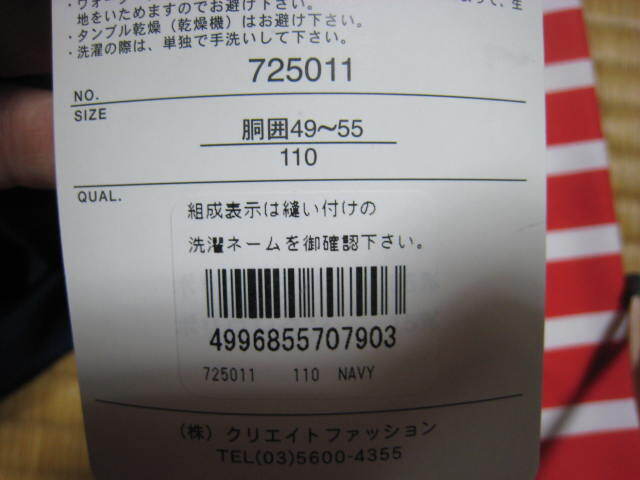 地をいためますのでお避け下さい。
・タンブル乾燥(乾燥機)はお避け下さい。
・洗濯の際は、単独で手洗いして下さい。
NO. 725011
SIZE
胴囲49~55
110
QUAL.
組成表示は縫い付けの
洗濯ネームを御確認下さい。
4996855707903
725011 110 NAVY
(株) クリエイトファッション
TEL(03)5600-4355